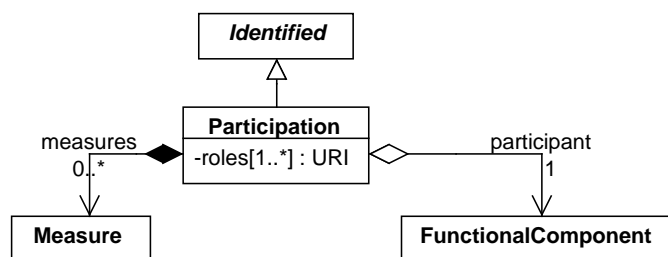 Identified
Participation
-roles[1..*] : URI
measures
0..*
participant
1
Measure
FunctionalComponent